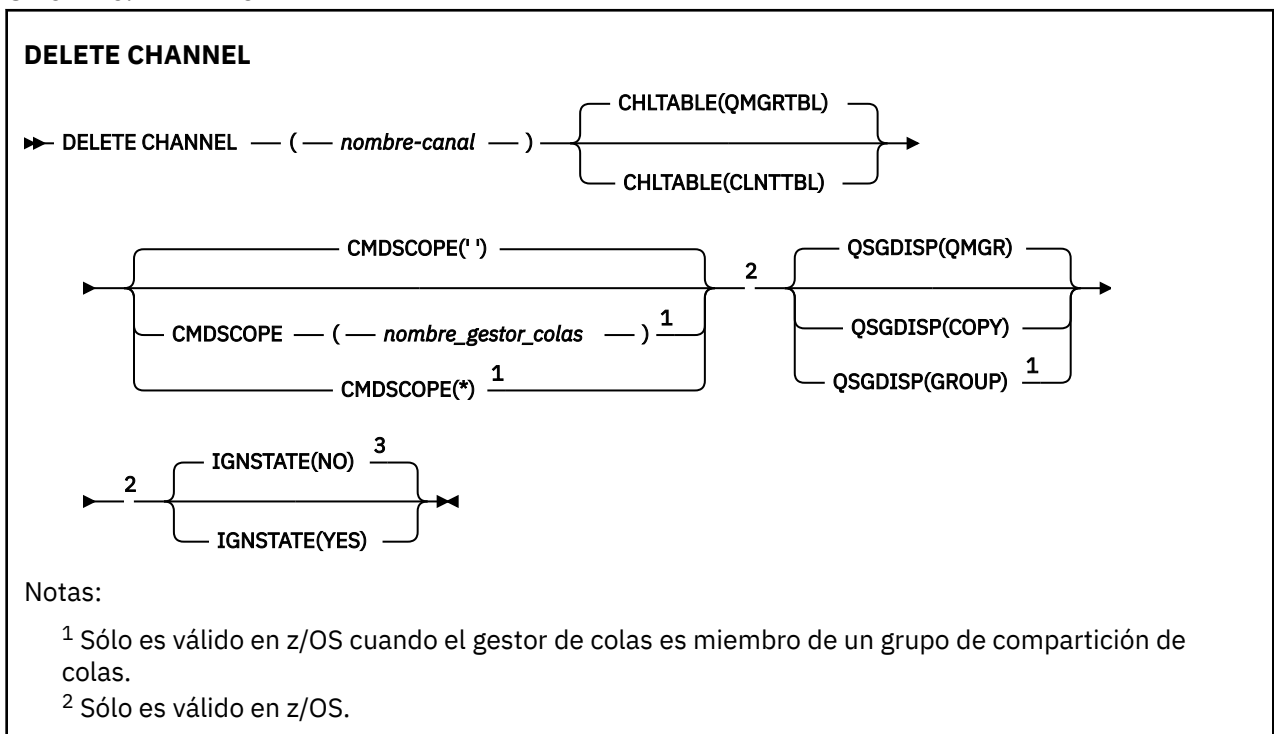 DELETE CHANNEL
CHLTABLE(QMGRTBL)
DELETE CHANNEL ( nombre-canal )
CHLTABLE(CLNTTBL)
CMDSCOPE(' ')
CMDSCOPE ( nombre_gestor_colas ) 1
CMDSCOPE(*) 1
2
QSGDISP(QMGR)
QSGDISP(COPY)
QSGDISP(GROUP) 1
2
IGNSTATE(NO) 3
IGNSTATE(YES)
Notas:
1 Sólo es válido en z/OS cuando el gestor de colas es miembro de un grupo de compartición de
colas.
2 Sólo es válido en z/OS.